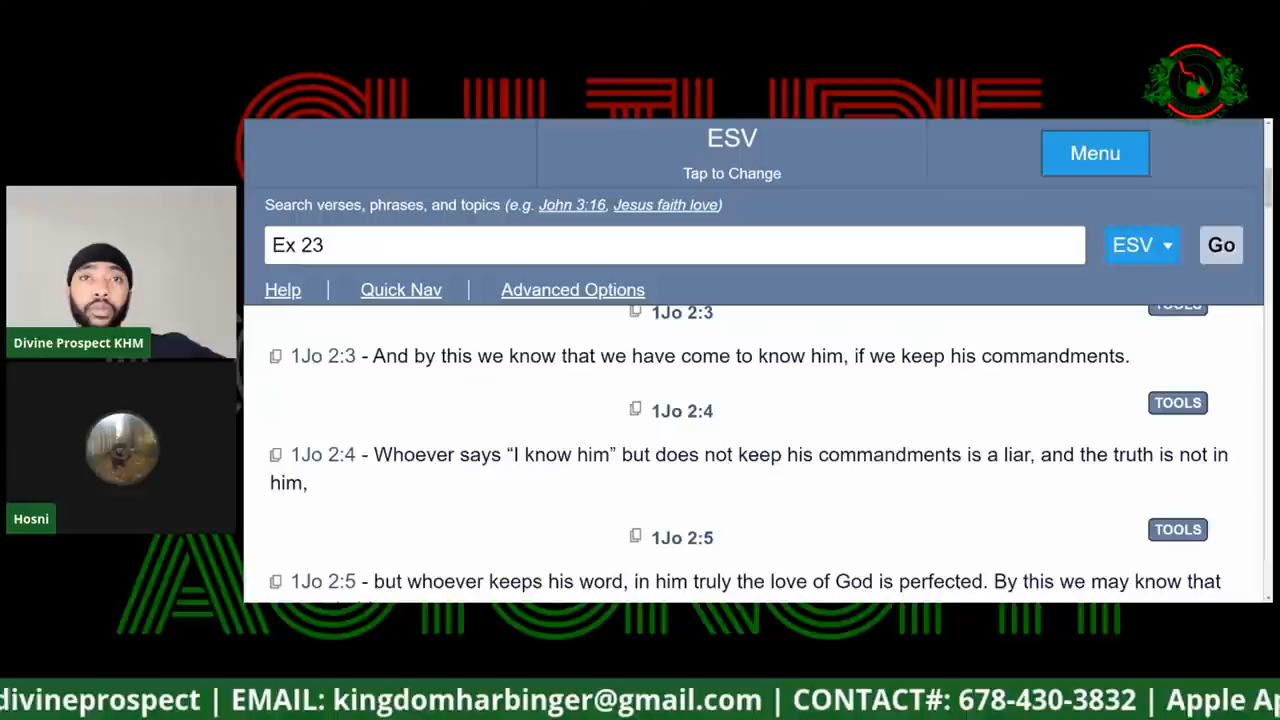 ESV
Tap to Change
Menu
Search verses, phrases, and topics (e.g. John 3:16, Jesus faith love)
Ex 23
ESV
Go
Help | Quick Nav | Advanced Options
1Jo 2:3
TOOLS
1Jo 2:3 - And by this we know that we have come to know him, if we keep his commandments.
1Jo 2:4
TOOLS
1Jo 2:4 - Whoever says “I know him” but does not keep his commandments is a liar, and the truth is not in
him,
1Jo 2:5
TOOLS
1Jo 2:5 - but whoever keeps his word, in him truly the love of God is perfected. By this we may know that
Divine Prospect KHM
Hosni
divineprospect | EMAIL: kingdomharbinger@gmail.com | CONTACT#: 678-430-3832 | Apple Ap